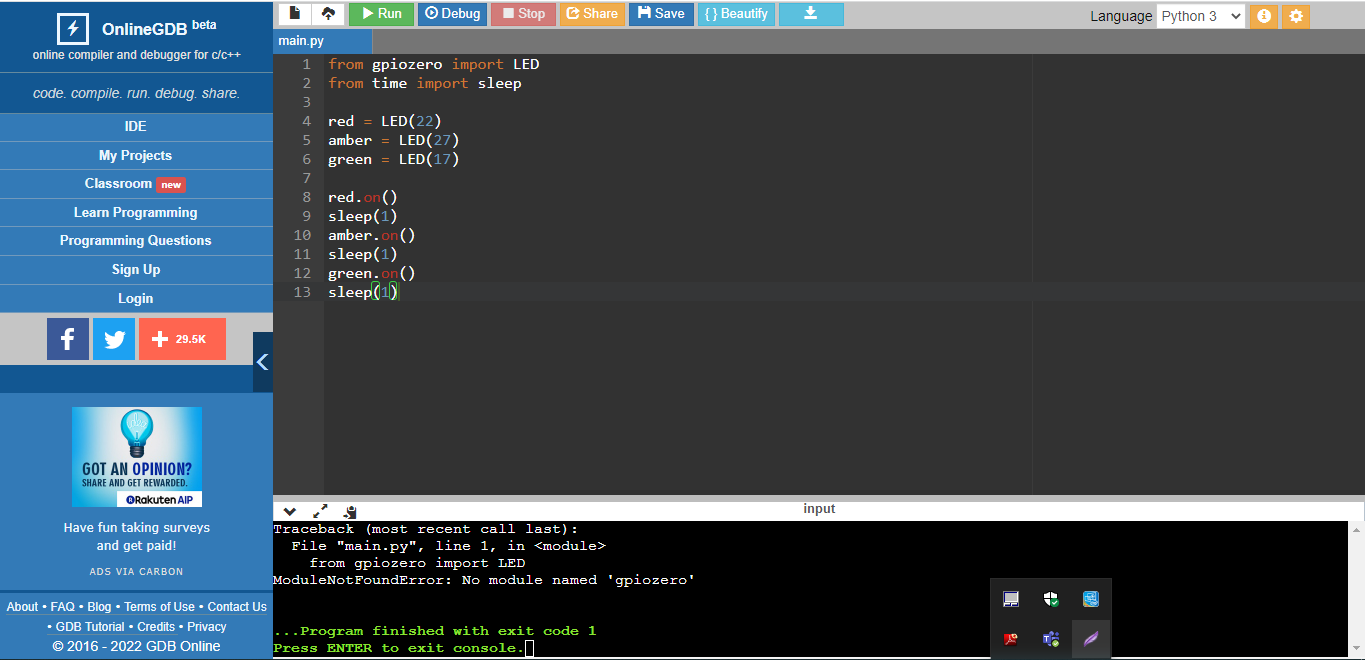 OnlineGDB beta
online compiler and debugger for c/c++
code. compile. run. debug. share.
IDE
My Projects
Classroom new
Learn Programming
Programming Questions
Sign Up
Login
29.5K
GOT AN OPINION?
SHARE AND GET REWARDED.
Rakuten AIP
Have fun taking surveys
and get paid!
ADS VIA CARBON
About • FAQ • Blog • Terms of Use • Contact Us
• GDB Tutorial • Credits • Privacy
© 2016 - 2022 GDB Online
Run Debug Stop Share Save { } Beautify
Language Python 3
main.py
1 from gpiozero import LED
2 from time import sleep
3
4 red = LED(22)
5 amber = LED(27)
6 green = LED(17)
7
8 red.on()
9 sleep(1)
10 amber.on()
11 sleep(1)
12 green.on()
13 sleep(1)
input
Traceback (most recent call last):
File "main.py", line 1, in <module>
from gpiozero import LED
ModuleNotFoundError: No module named 'gpiozero'
...Program finished with exit code 1
Press ENTER to exit console.